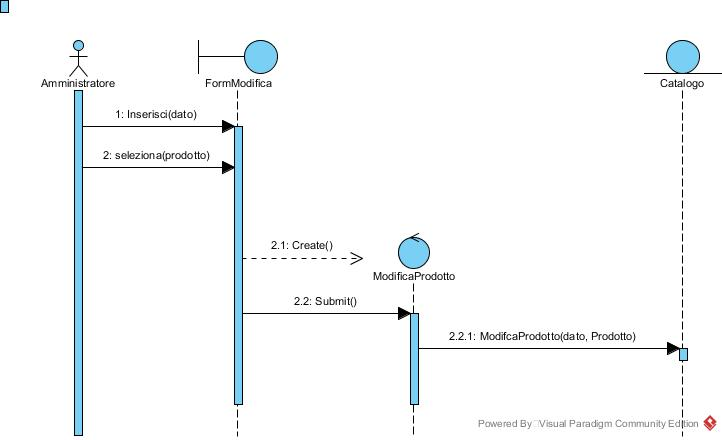 Amministratore
FormModifica
Catalogo
1: Inserisci(dato)
2: seleziona(prodotto)
2.1: Create()
ModificaProdotto
2.2: Submit()
2.2.1: ModifcaProdotto(dato, Prodotto)
Powered By Visual Paradigm Community Edition